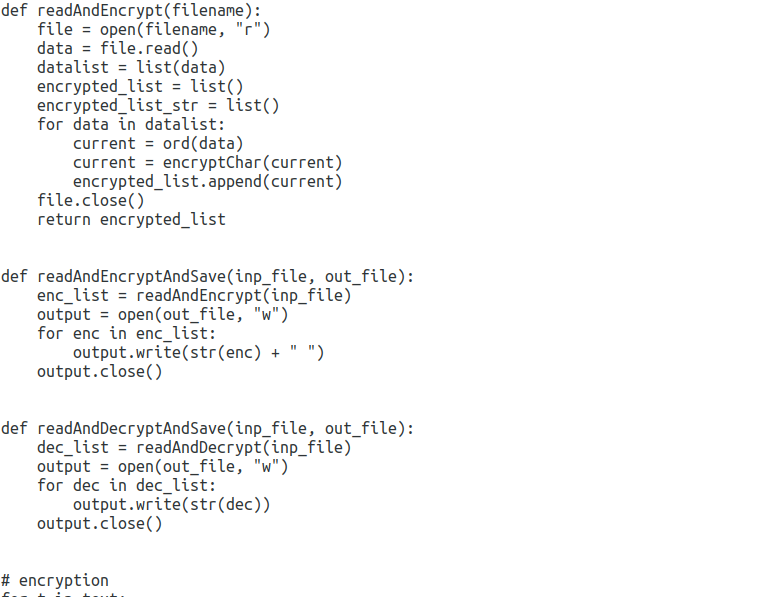 def readAndEncrypt(filename):
    file = open(filename, "r")
    data = file.read()
    datalist = list(data)
    encrypted_list = list()
    encrypted_list_str = list()
    for data in datalist:
        current = ord(data)
        current = encryptChar(current)
        encrypted_list.append(current)
    file.close()
    return encrypted_list


def readAndEncryptAndSave(inp_file, out_file):
    enc_list = readAndEncrypt(inp_file)
    output = open(out_file, "w")
    for enc in enc_list:
        output.write(str(enc) + " ")
    output.close()


def readAndDecryptAndSave(inp_file, out_file):
    dec_list = readAndDecrypt(inp_file)
    output = open(out_file, "w")
    for dec in dec_list:
        output.write(str(dec))
    output.close()


# encryption
for t in text: